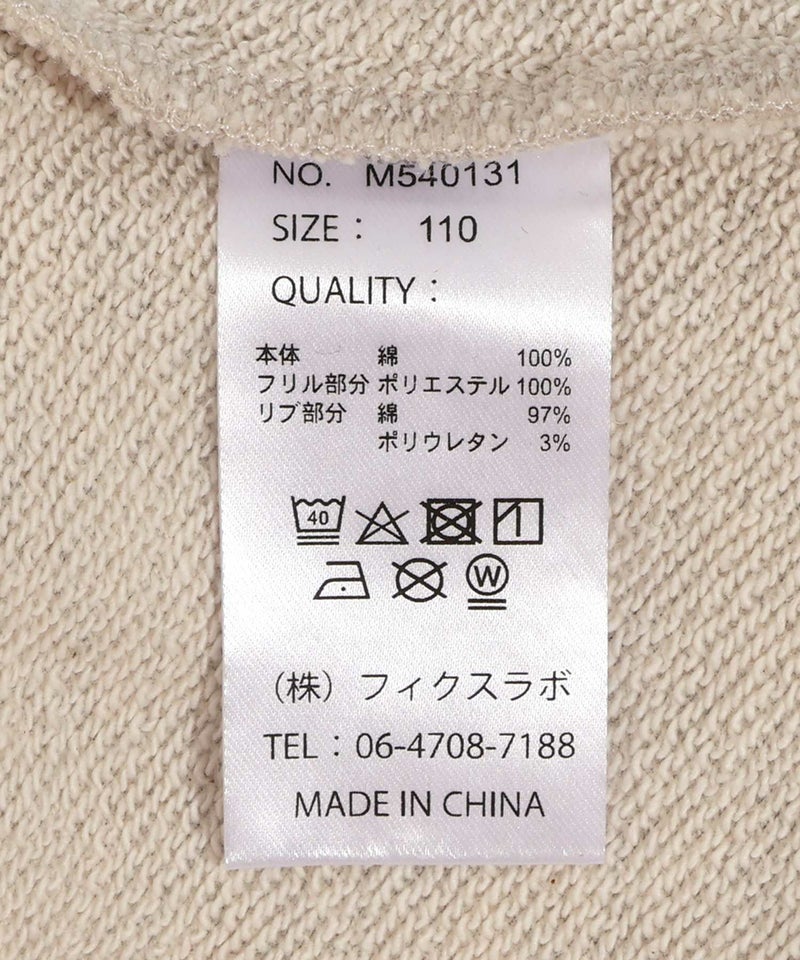 NO. M540131
SIZE： 110
QUALITY：
本体 綿 100%
フリル部分 ポリエステル 100%
リブ部分 綿 97%
ポリウレタン 3%
40
W
（株）フィクスラボ
TEL：06-4708-7188
MADE IN CHINA